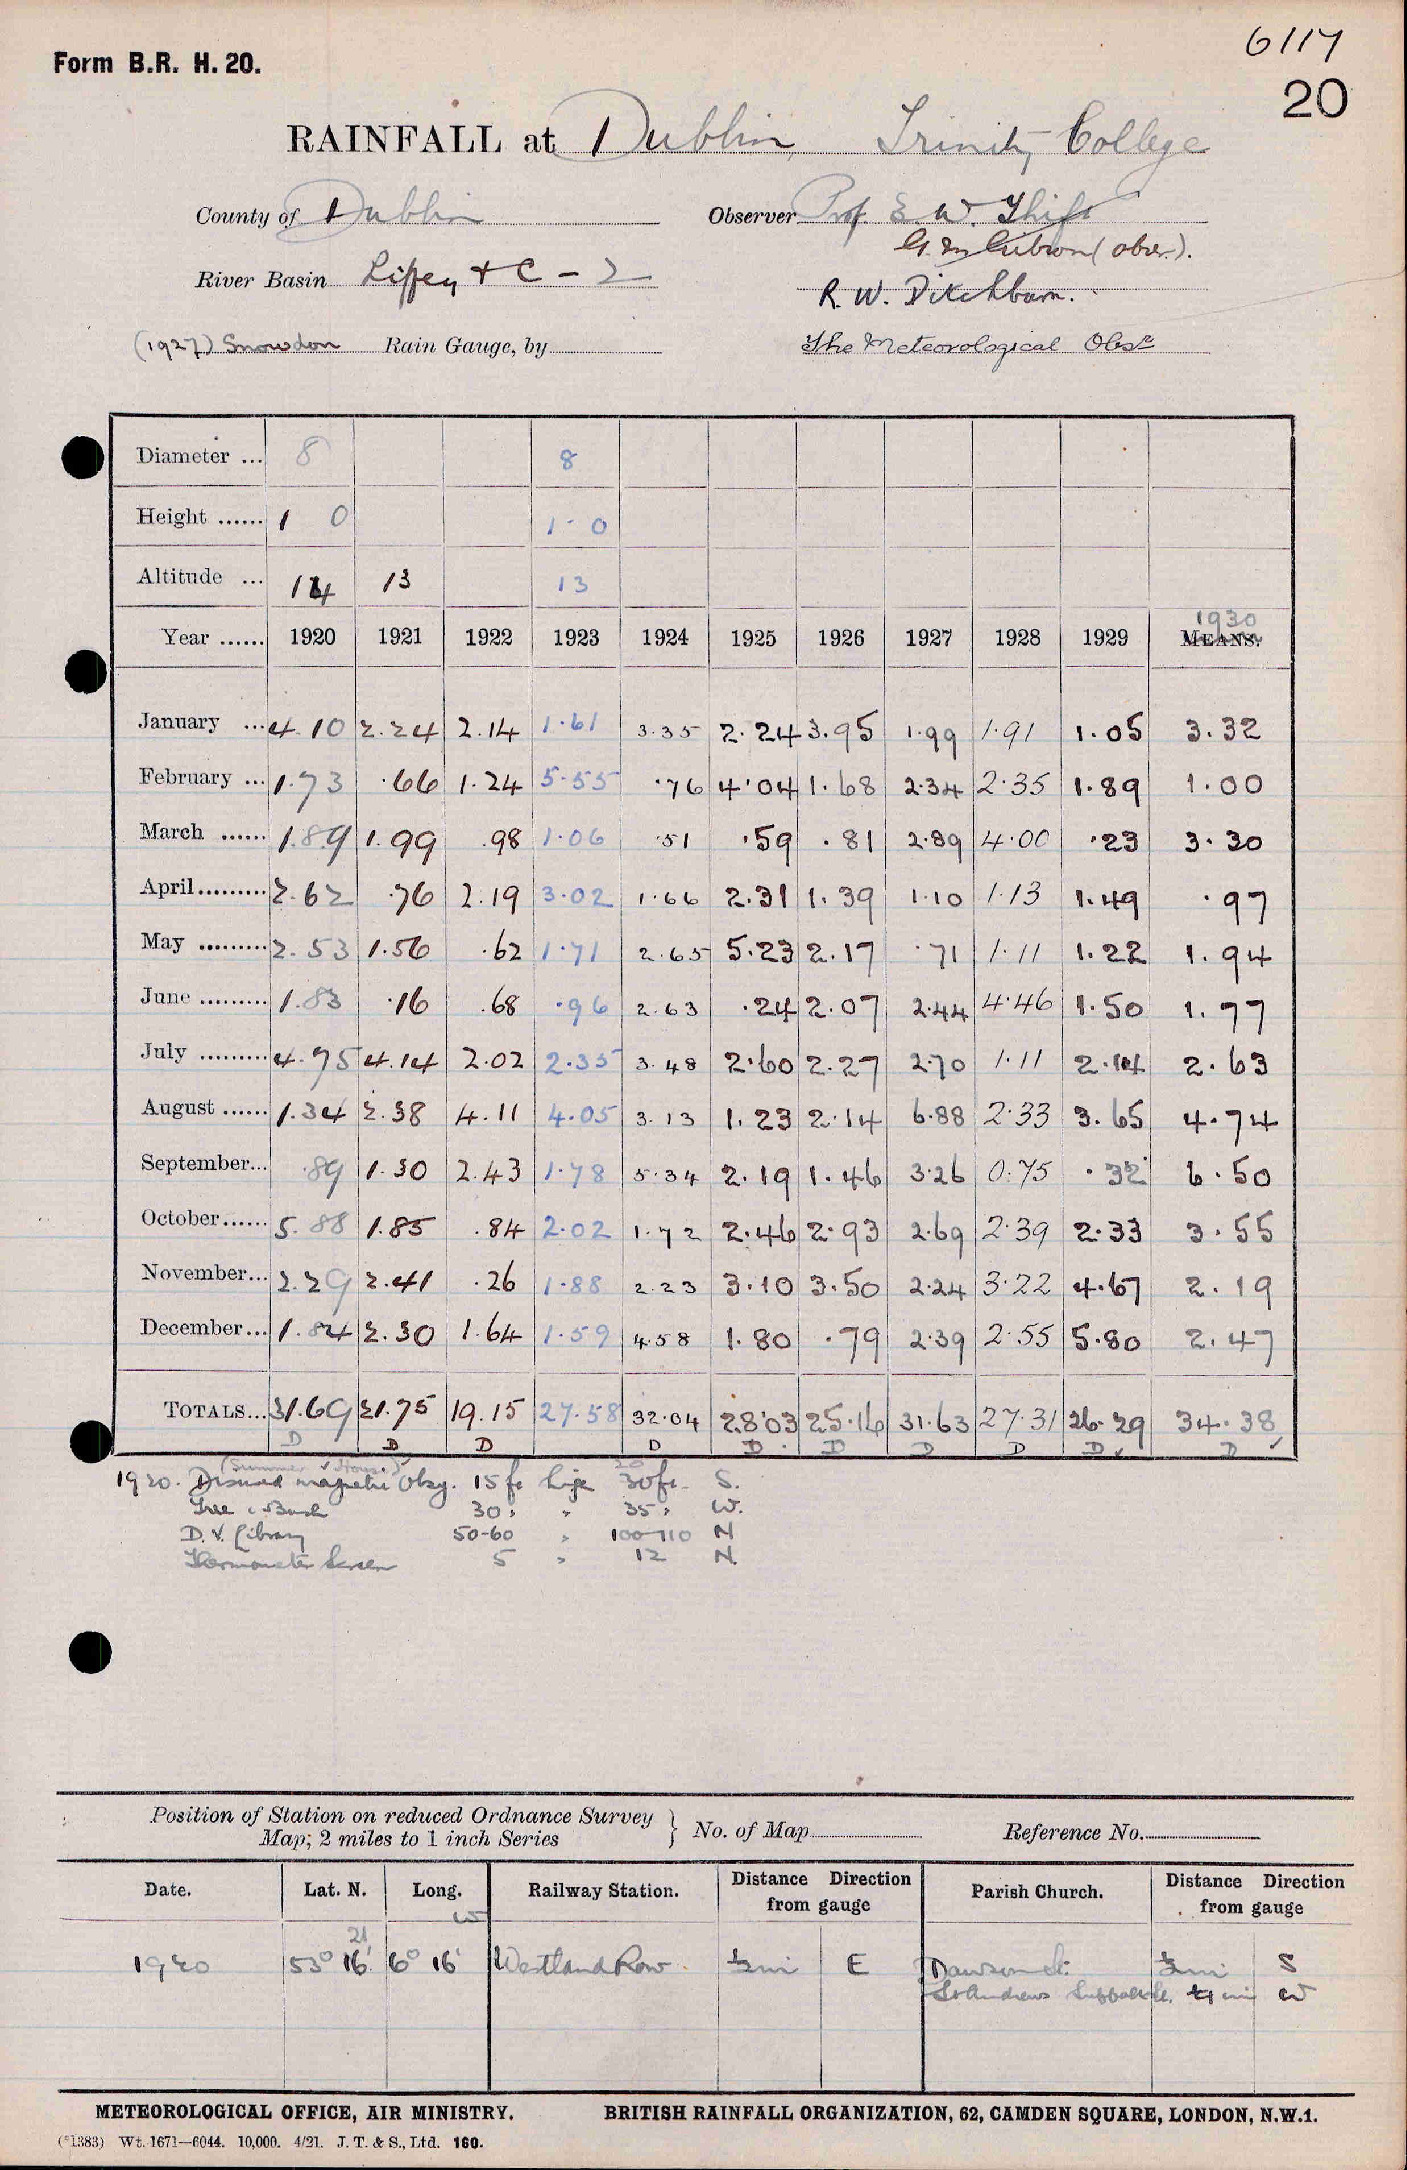 6117
Form B.R. H. 20.
20
RAINFALL at Dublin, Trinity College
County of Dublin Observer Prof. E. W. Thift
G. M. Gibson (obsr.).
River Basin Liffey + C - 2
R. W. Ditchburn.
(1927) Snowdon Rain Gauge, by The Meteorological Obsr
Diameter ... 8 8
Height ...... 1 0 1-0
Altitude ... 14 13 13
1930
Year ...... 1920 1921 1922 1923 1924 1925 1926 1927 1928 1929 MEANS.
January ... 4.10 2.24 2.14 1.61 3.35 2.24 3.95 1.99 1.91 1.05 3.32
February ... 1.73 .66 1.24 5.55 .76 4.04 1.68 2.34 2.35 1.89 1.00
March ...... 1.89 1.99 .98 1.06 .51 .59 .81 2.89 4.00 .23 3.30
April ......... 2.62 .76 2.19 3.02 1.66 2.31 1.39 1.10 1.13 1.49 .97
May ......... 2.53 1.56 .62 1.71 2.65 5.23 2.17 .71 1.11 1.22 1.94
June ......... 1.83 .16 .68 .96 2.63 .24 2.07 2.44 4.46 1.50 1.77
July ......... 4.75 4.14 2.02 2.35 3.48 2.60 2.27 2.70 1.11 2.14 2.63
August ...... 1.34 2.38 4.11 4.05 3.13 1.23 2.14 6.88 2.33 3.65 4.74
September... .89 1.30 2.43 1.78 5.34 2.19 1.46 3.26 0.75 .32 6.50
October...... 5.88 1.85 .84 2.02 1.72 2.46 2.93 2.69 2.39 2.33 3.55
November... 2.29 2.41 .26 1.88 2.23 3.10 3.50 2.24 3.22 4.67 2.19
December... 1.84 2.30 1.64 1.59 4.58 1.80 .79 2.39 2.55 5.80 2.47
TOTALS... 31.69 21.75 19.15 27.58 32.04 28.03 25.16 31.63 27.31 26.29 34.38
D D D D D D D D D D
(Summer House)
1920. Disused magnetic Obsy. 15 ft high 30 ft. S.
Tree & Bush 30 " " 35 " W.
D. V. Library 50-60 " 100-110 N
Thermometer Screen 5 " 12 N.
Position of Station on reduced Ordnance Survey
Map; 2 miles to 1 inch Series } No. of Map Reference No.
Date. Lat. N. Long. W Railway Station. Distance Direction from gauge Parish Church. Distance Direction from gauge
21
1920 53° 16' 6° 16' Westland Row ½ mi E Dawson St. ½ mi S
St Andrews Suffolk St. ¼ mi W
METEOROLOGICAL OFFICE, AIR MINISTRY. BRITISH RAINFALL ORGANIZATION, 62, CAMDEN SQUARE, LONDON, N.W.1.
(*1383) Wt. 1671—6044. 10,000. 4/21. J. T. & S., Ltd. 160.